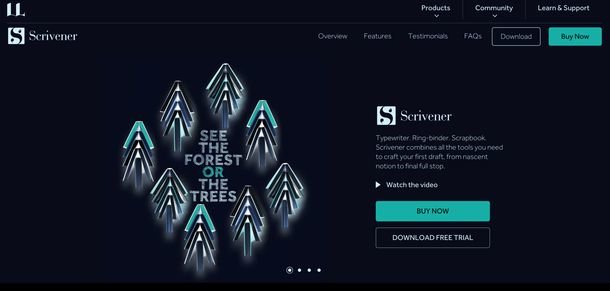 LL
Products
Community
Learn & Support
Scrivener
Overview
Features
Testimonials
FAQs
Download
Buy Now
SEE
THE
FOREST
OR
THE
TREES
S Scrivener
Typewriter. Ring-binder. Scrapbook.
Scrivener combines all the tools you need
to craft your first draft, from nascent
notion to final full stop.
Watch the video
BUY NOW
DOWNLOAD FREE TRIAL